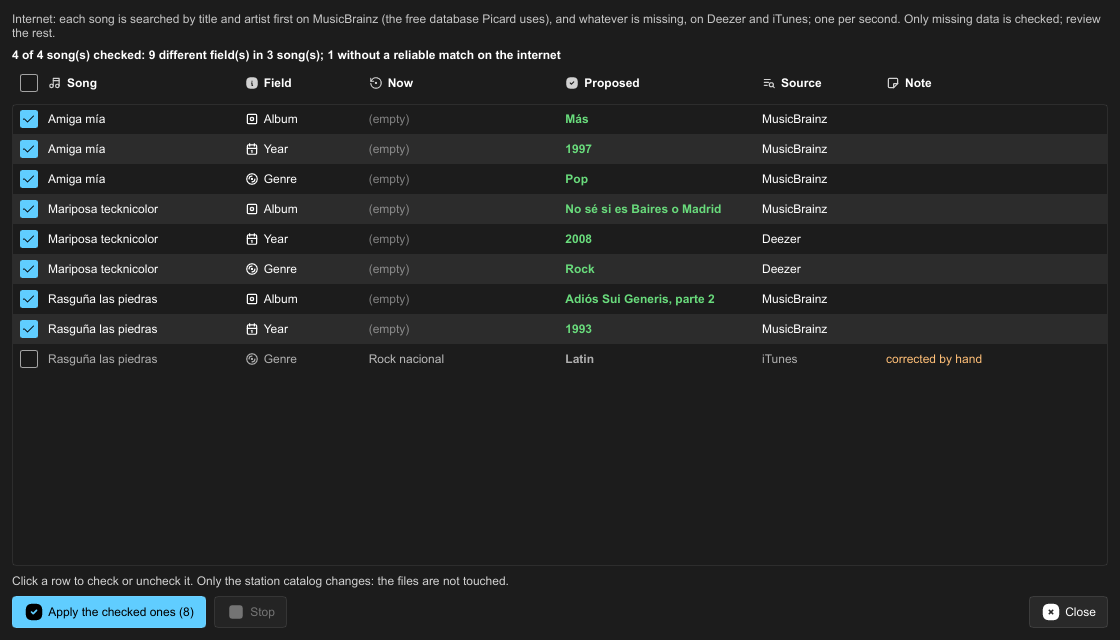 Internet: each song is searched by title and artist first on MusicBrainz (the free database Picard uses), and whatever is missing, on Deezer and iTunes; one per second. Only missing data is checked; review
the rest.
4 of 4 song(s) checked: 9 different field(s) in 3 song(s); 1 without a reliable match on the internet
Song Field Now Proposed Source Note
Amiga mía Album (empty) Más MusicBrainz
Amiga mía Year (empty) 1997 MusicBrainz
Amiga mía Genre (empty) Pop MusicBrainz
Mariposa tecknicolor Album (empty) No sé si es Baires o Madrid MusicBrainz
Mariposa tecknicolor Year (empty) 2008 Deezer
Mariposa tecknicolor Genre (empty) Rock Deezer
Rasguña las piedras Album (empty) Adiós Sui Generis, parte 2 MusicBrainz
Rasguña las piedras Year (empty) 1993 MusicBrainz
Rasguña las piedras Genre Rock nacional Latin iTunes corrected by hand
Click a row to check or uncheck it. Only the station catalog changes: the files are not touched.
Apply the checked ones (8) Stop Close